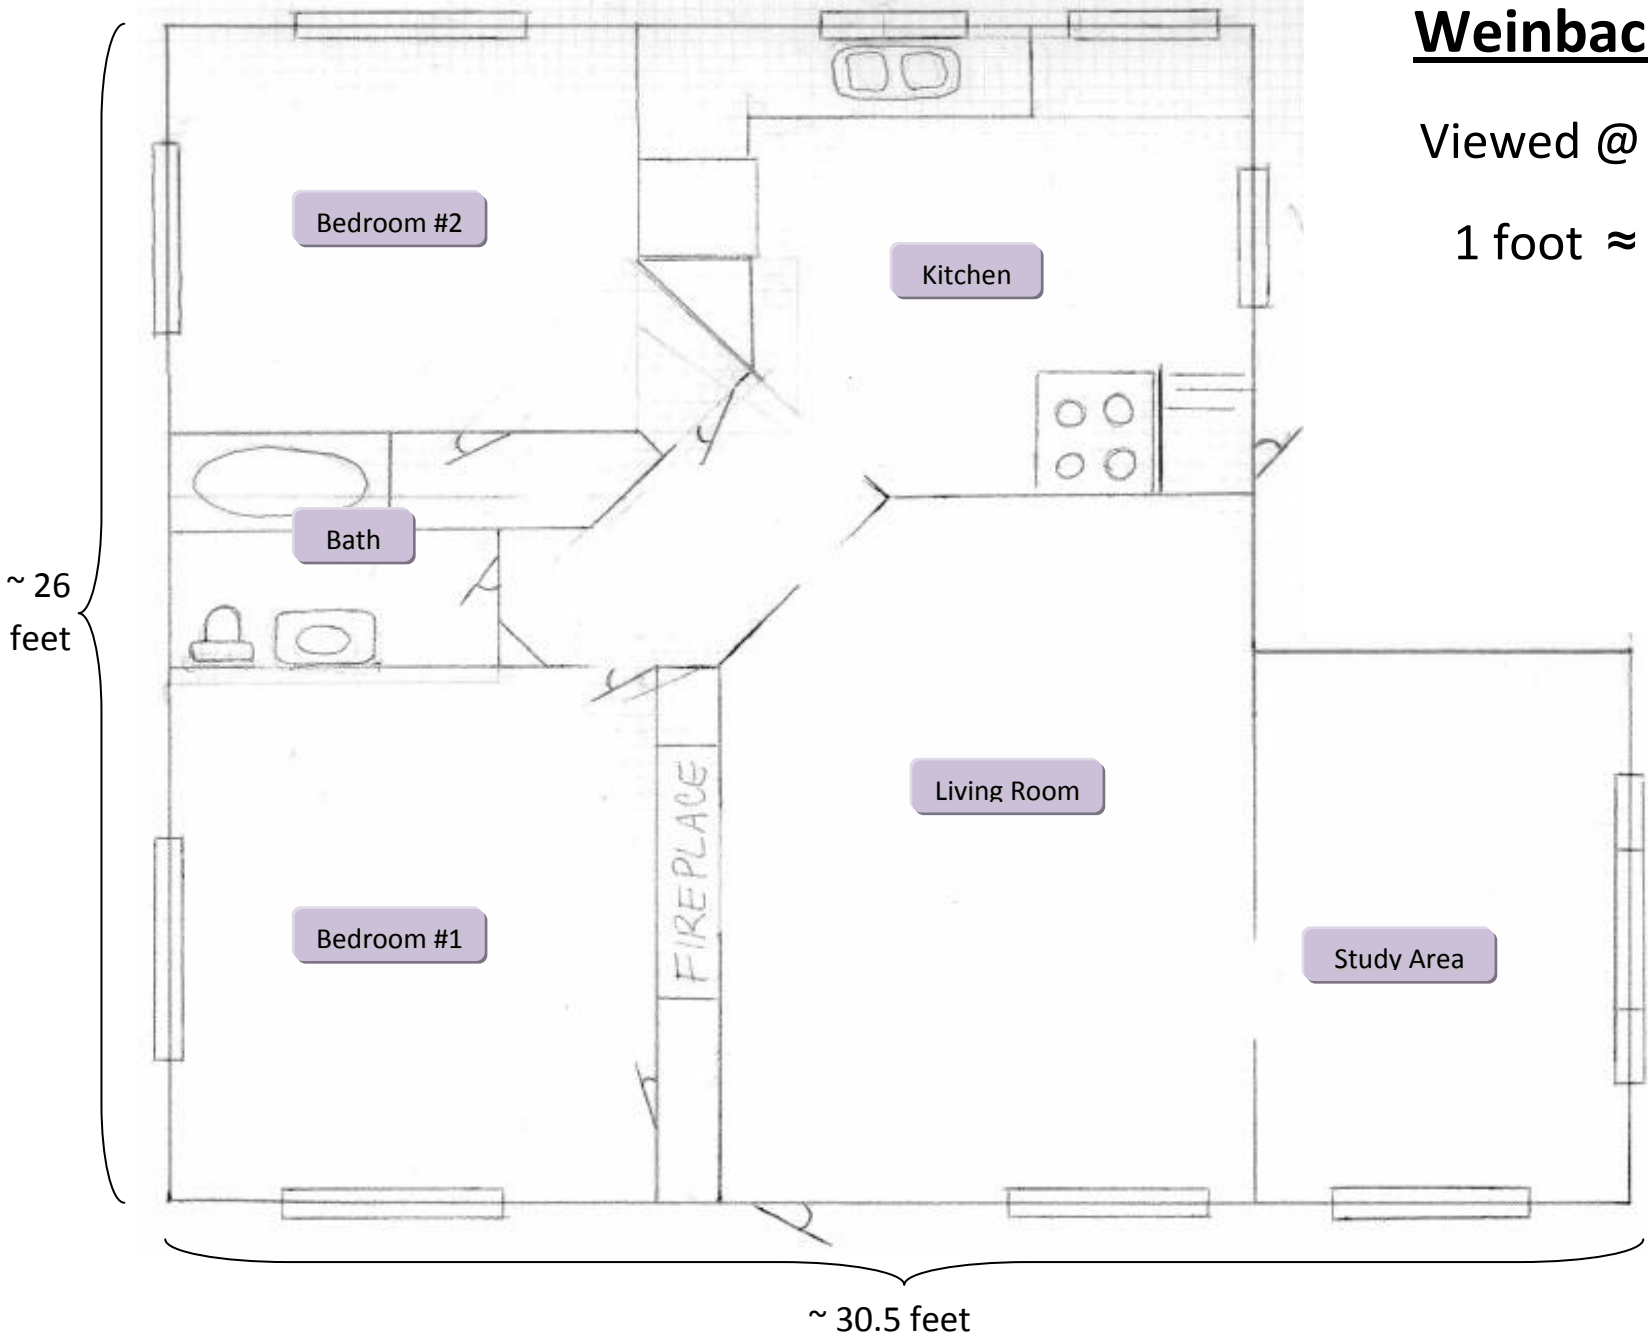 Weinbac
Viewed @
1 foot ≈
Bedroom #2
Kitchen
Bath
~ 26
feet
Living Room
FIREPLACE
Bedroom #1
Study Area
~ 30.5 feet